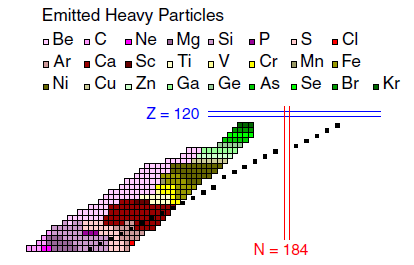 Emitted Heavy Particles
Be C Ne Mg Si P S Cl
Ar Ca Sc Ti V Cr Mn Fe
Ni Cu Zn Ga Ge As Se Br Kr
Z = 120
N = 184